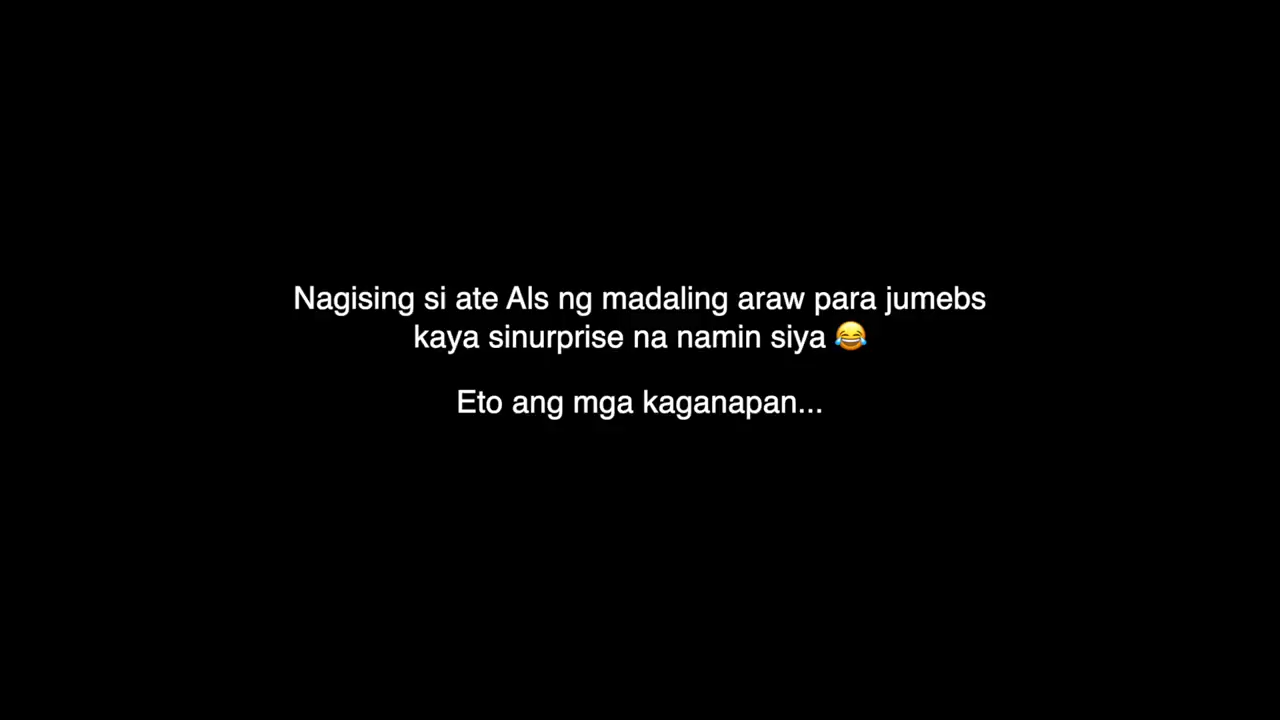 Nagising si ate Als ng madaling araw para jumebs
kaya sinurprise na namin siya 😂
Eto ang mga kaganapan...